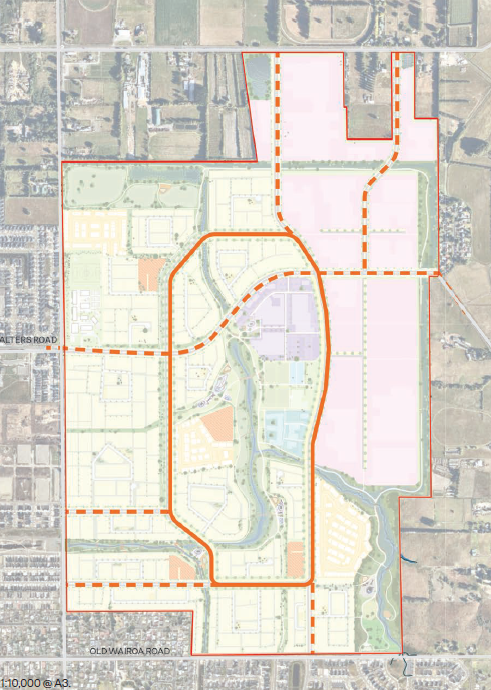 ALTERS ROAD
OLD WAIROA ROAD
1:10,000 @ A3.